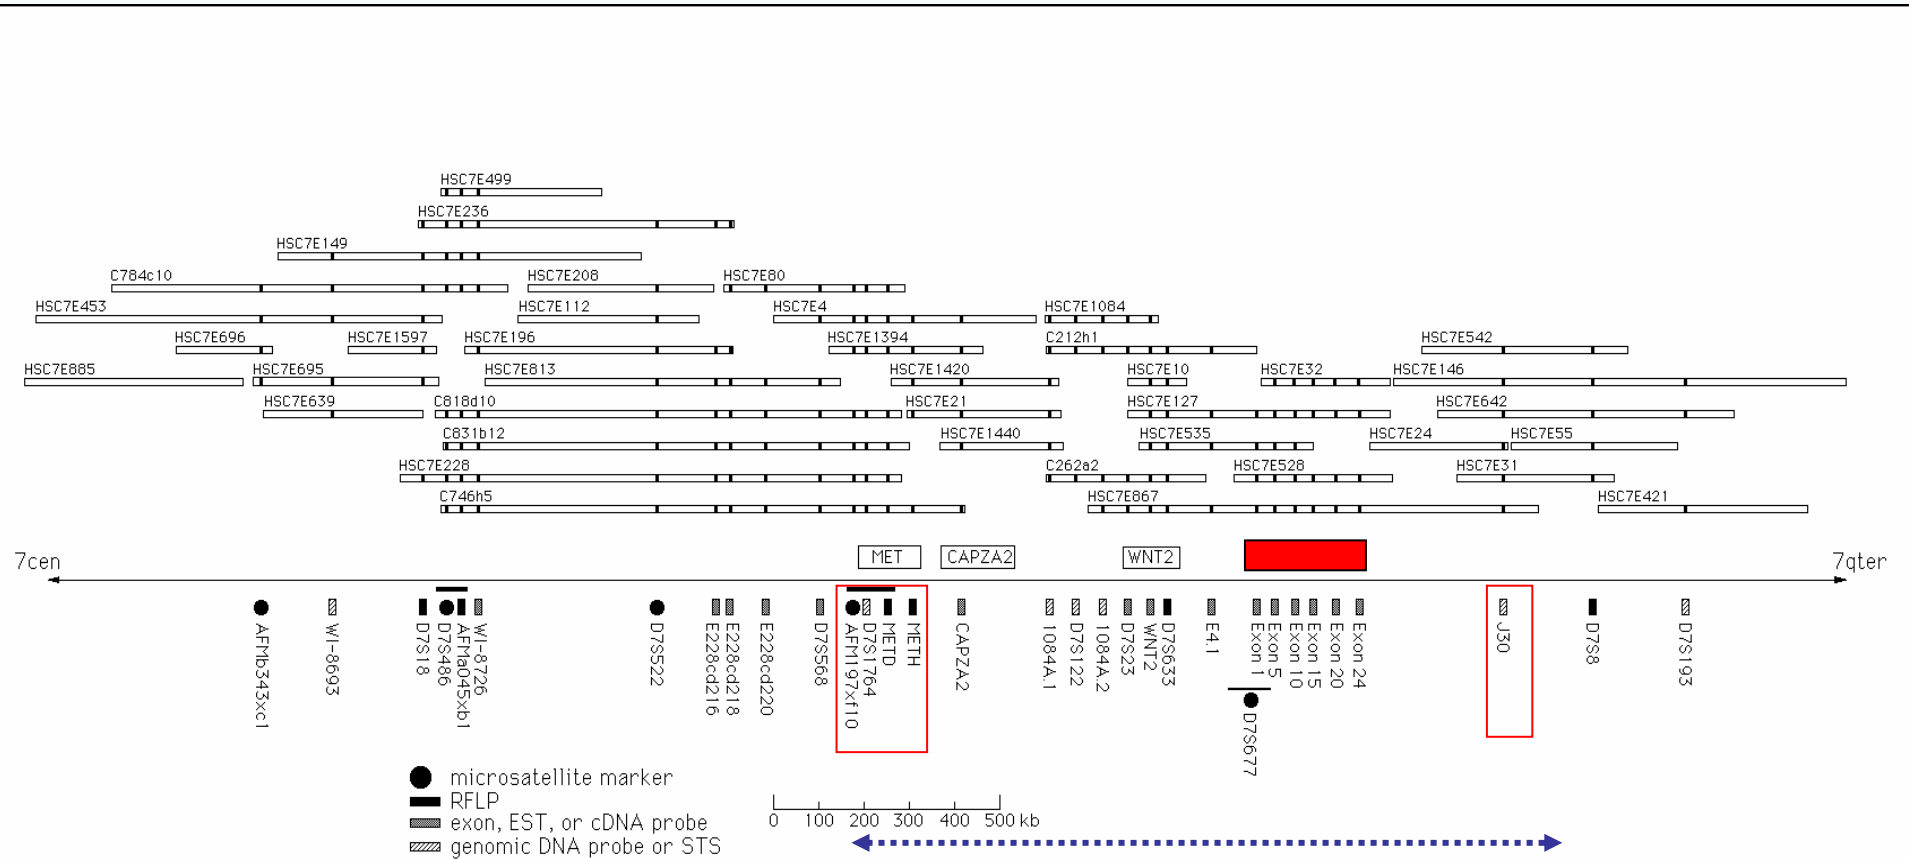 HSC7E499
HSC7E236
HSC7E149
C784c10 HSC7E208 HSC7E80
HSC7E453 HSC7E112 HSC7E4 HSC7E1084
HSC7E696 HSC7E1597 HSC7E196 HSC7E1394 C212h1 HSC7E542
HSC7E885 HSC7E695 HSC7E813 HSC7E1420 HSC7E10 HSC7E32 HSC7E146
HSC7E639 C818d10 HSC7E21 HSC7E127 HSC7E642
C831b12 HSC7E1440 HSC7E535 HSC7E24 HSC7E55
HSC7E228 C262a2 HSC7E528 HSC7E31
C746h5 HSC7E867 HSC7E421
7cen MET CAPZA2 WNT2 7qter
AFMb343xc1
WI-8693
D7S18
D7S486
AFMa045xb1
WI-8726
D7S522
E228cd216
E228cd218
E228cd220
D7S568
AFM197xf10
D7S1764
METD
METH
CAPZA2
1084A.1
D7S122
1084A.2
D7S23
WNT2
D7S633
E4.1
Exon 1
Exon 5
Exon 10
Exon 15
Exon 20
Exon 24
J30
D7S8
D7S193
D7S677
microsatellite marker
RFLP
exon, EST, or cDNA probe
genomic DNA probe or STS
0 100 200 300 400 500 kb